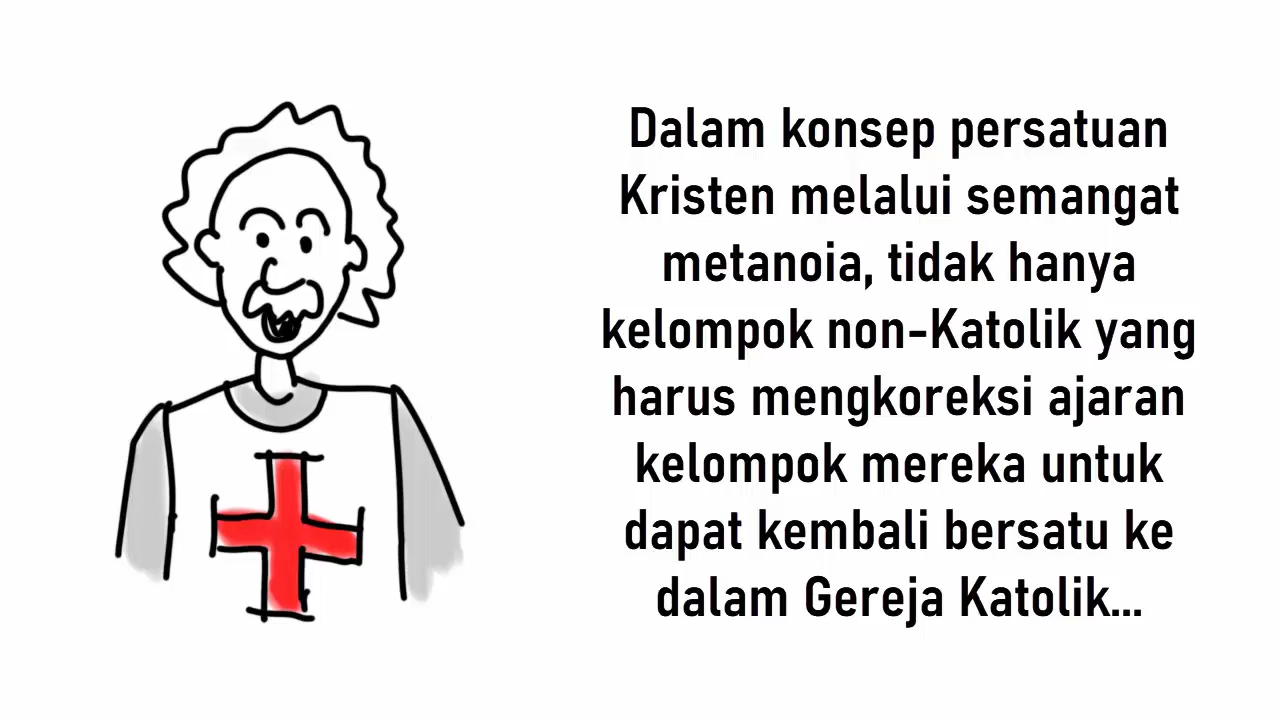 Dalam konsep persatuan
Kristen melalui semangat
metanoia, tidak hanya
kelompok non-Katolik yang
harus mengkoreksi ajaran
kelompok mereka untuk
dapat kembali bersatu ke
dalam Gereja Katolik...